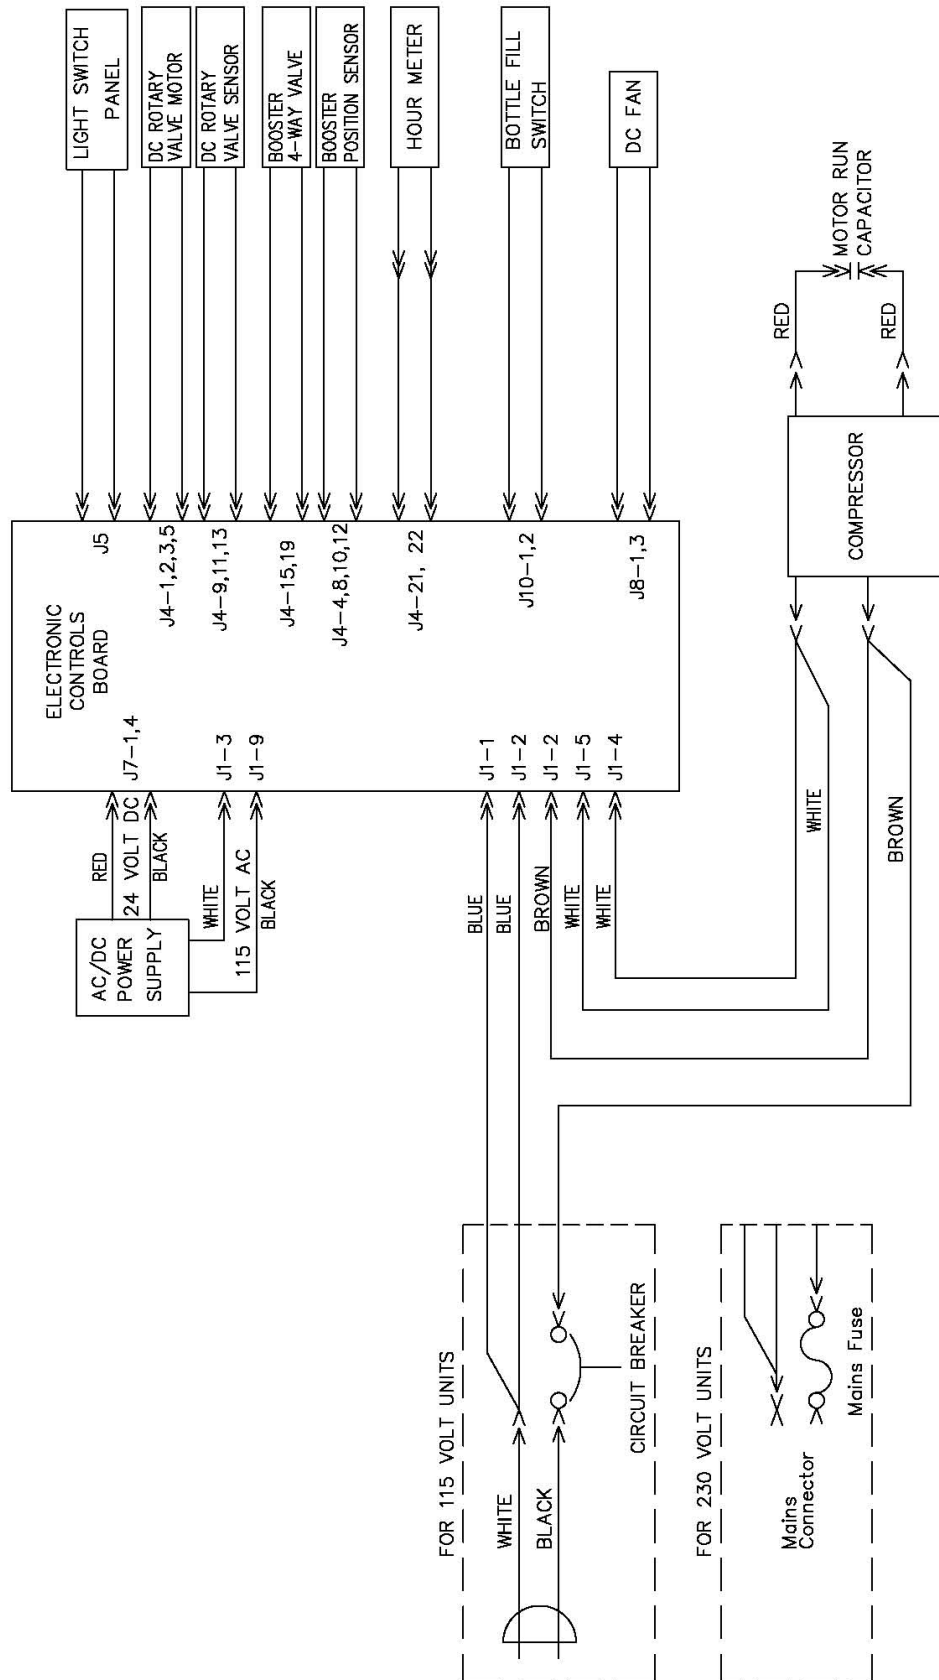 LIGHT SWITCH
PANEL
DC ROTARY
VALVE MOTOR
DC ROTARY
VALVE SENSOR
BOOSTER
4-WAY VALVE
BOOSTER
POSITION SENSOR
HOUR METER
BOTTLE FILL
SWITCH
DC FAN
MOTOR RUN
CAPACITOR
RED
RED
COMPRESSOR
ELECTRONIC
CONTROLS
BOARD
J5
J4-1,2,3,5
J4-9,11,13
J4-15,19
J4-4,8,10,12
J4-21, 22
J10-1,2
J8-1,3
J7-1,4
J1-3
J1-9
J1-1
J1-2
J1-2
J1-5
J1-4
RED
24 VOLT DC
BLACK
WHITE
115 VOLT AC
BLACK
AC/DC
POWER
SUPPLY
BLUE
BLUE
BROWN
WHITE
WHITE
WHITE
BROWN
FOR 115 VOLT UNITS
WHITE
BLACK
CIRCUIT BREAKER
FOR 230 VOLT UNITS
Mains
Connector
Mains Fuse